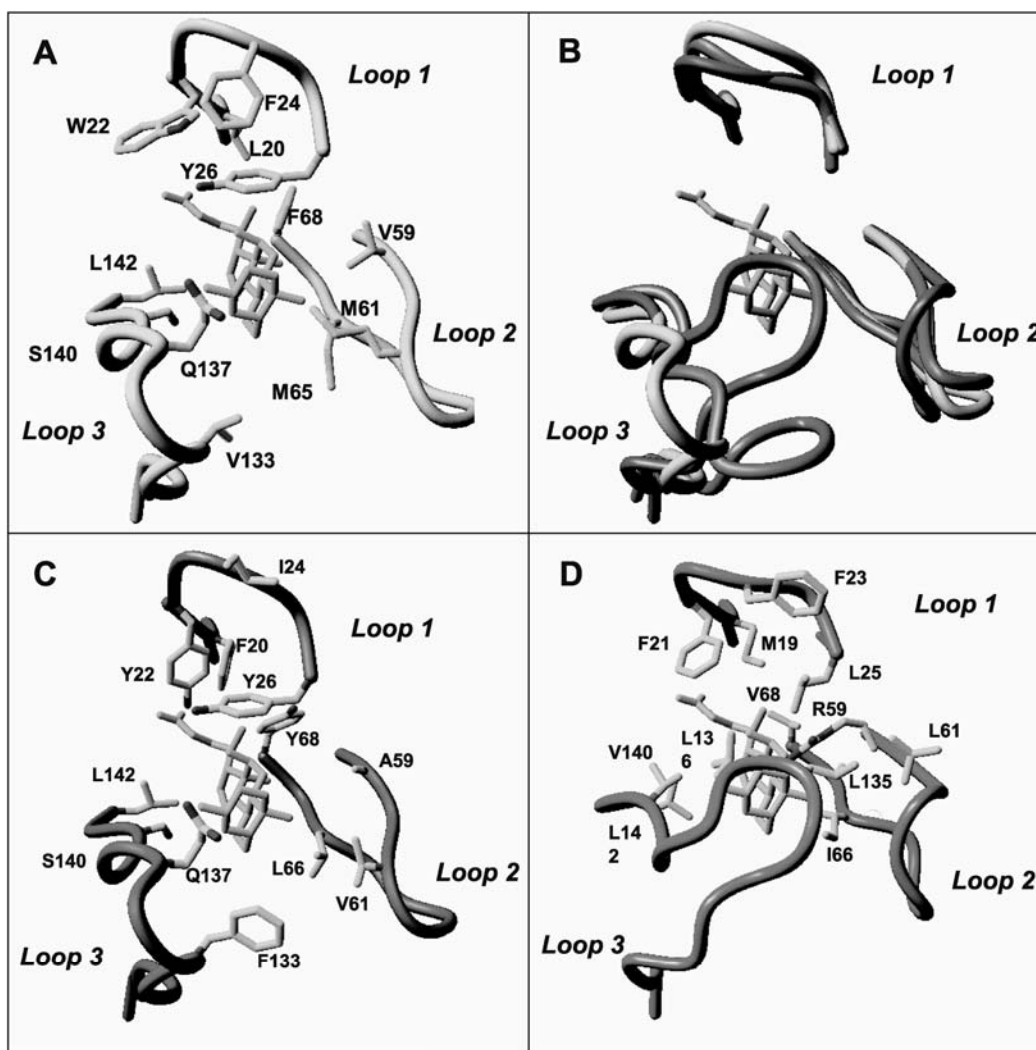 A
Loop 1
F24
W22
L20
Y26
F68
V59
L142
M61
Loop 2
S140
Q137
M65
Loop 3
V133
B
Loop 1
Loop 2
Loop 3
C
I24
Loop 1
F20
Y22
Y26
Y68
A59
L142
S140
Q137
L66
Loop 2
V61
Loop 3
F133
D
F23
Loop 1
F21
M19
L25
V68
R59
L61
V140
L13
6
L135
L14
2
I66
Loop 2
Loop 3